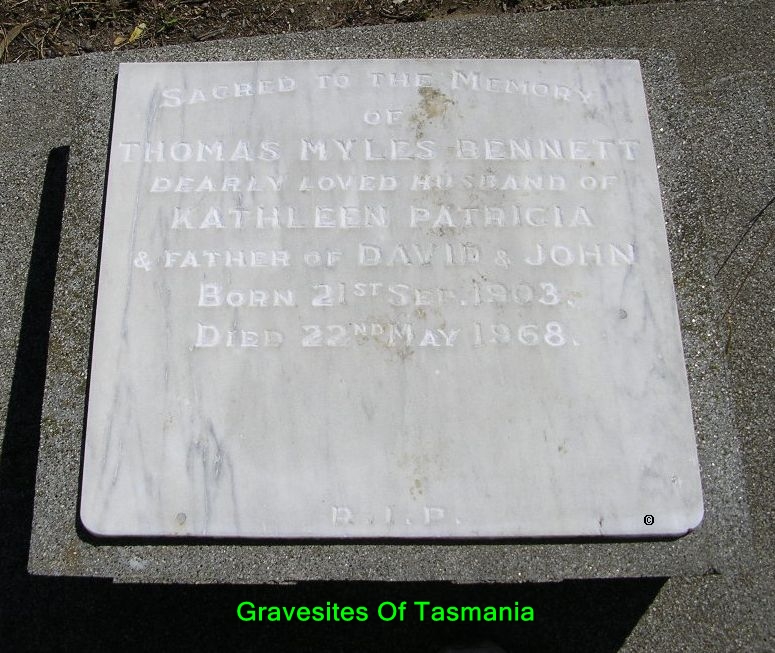 SACRED TO THE MEMORY
OF
THOMAS MYLES BENNETT
DEARLY LOVED HUSBAND OF
KATHLEEN PATRICIA
& FATHER OF DAVID & JOHN
BORN 21ST SEP. 1903.
DIED 22ND MAY 1968.
R.I.P.
©
Gravesites Of Tasmania